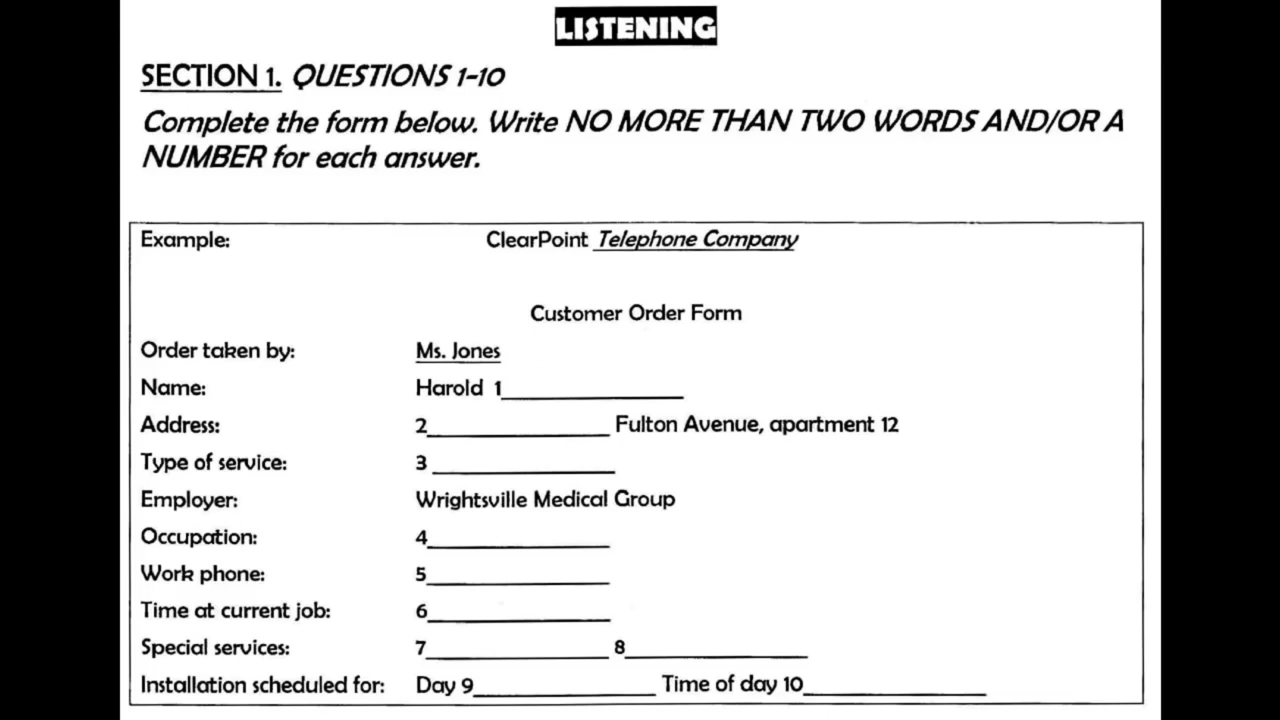 LISTENING
SECTION 1. QUESTIONS 1-10
Complete the form below. Write NO MORE THAN TWO WORDS AND/OR A
NUMBER for each answer.
Example: ClearPoint Telephone Company
Customer Order Form
Order taken by: Ms. Jones
Name: Harold 1
Address: 2 Fulton Avenue, apartment 12
Type of service: 3
Employer: Wrightsville Medical Group
Occupation: 4
Work phone: 5
Time at current job: 6
Special services: 7 8
Installation scheduled for: Day 9 Time of day 10